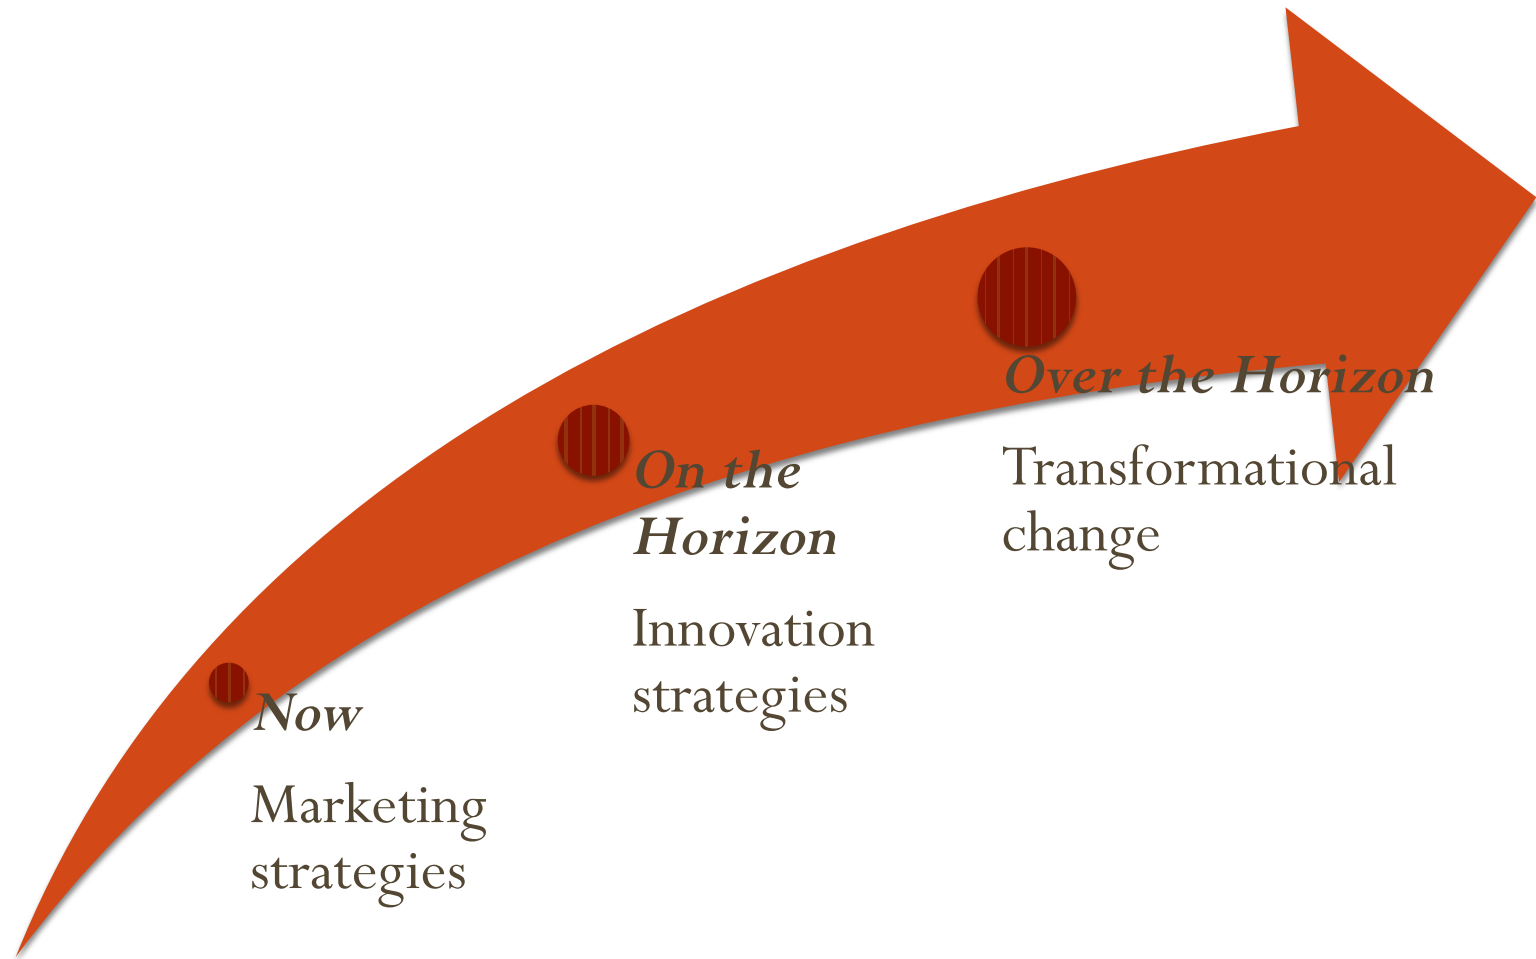 Now
Marketing
strategies
On the
Horizon
Innovation
strategies
Over the Horizon
Transformational
change